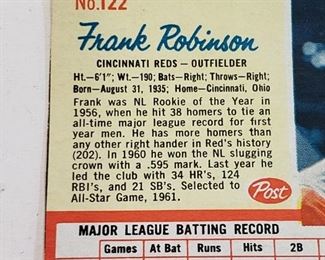 No.122
Frank Robinson
CINCINNATI REDS — OUTFIELDER
Ht.—6'1"; Wt.—190; Bats—Right; Throws—Right;
Born—August 31, 1935; Home—Cincinnati, Ohio
Frank was NL Rookie of the Year in
1956, when he hit 38 homers to tie an
all-time major league record for first
year men. He has more homers than
any other right hander in Red's history
(202). In 1960 he won the NL slugging
crown with a .595 mark. Last year he
led the club with 34 HR's, 124
RBI's, and 21 SB's. Selected to
All-Star Game, 1961.
Post
MAJOR LEAGUE BATTING RECORD
Games At Bat Runs Hits 2B